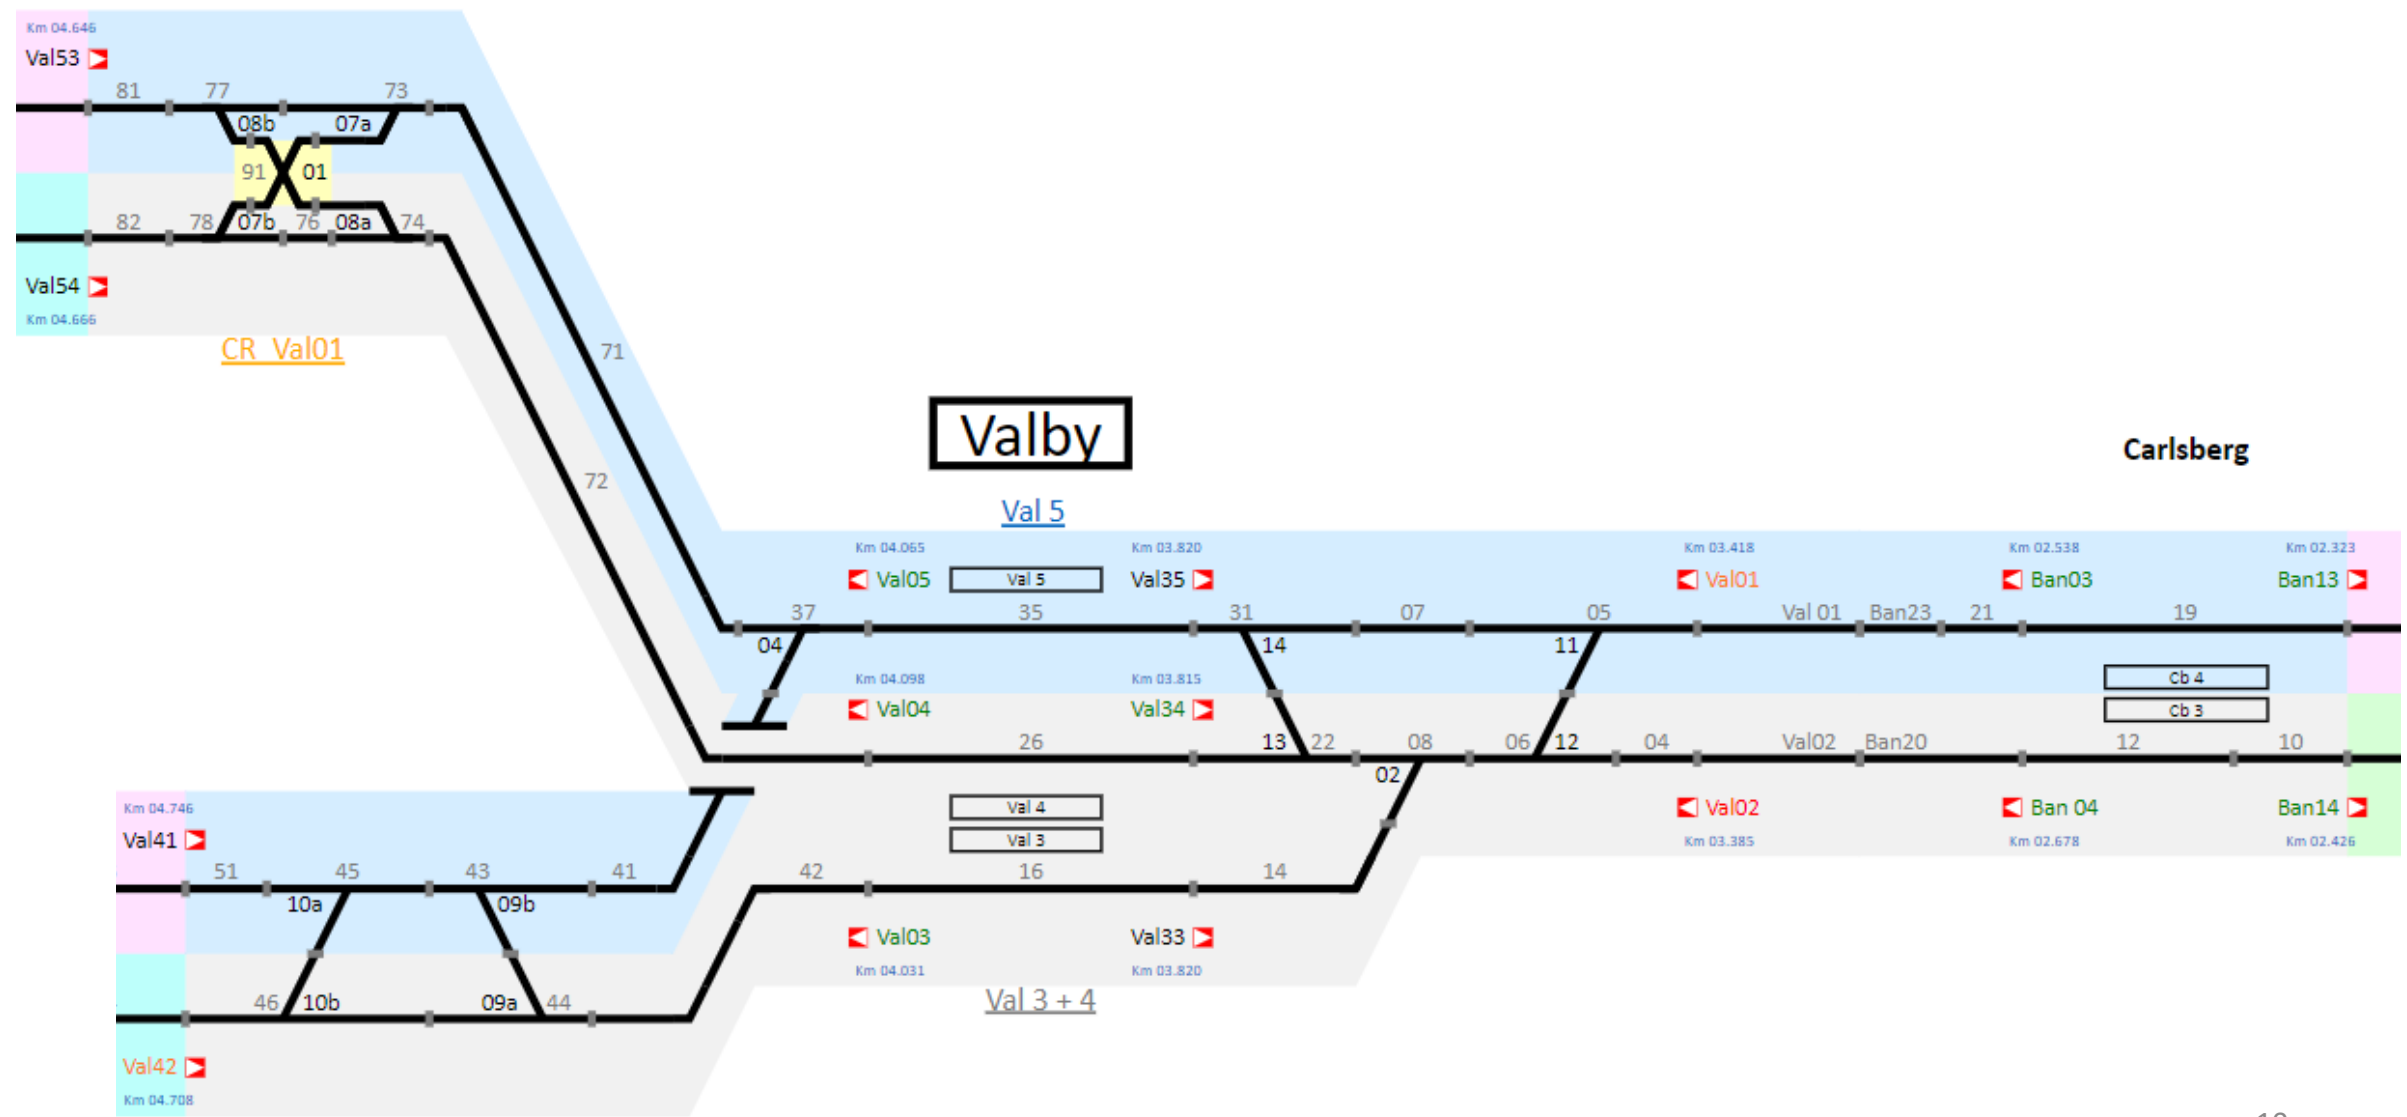 Km 04.646
Val53
81 77 73
08b 07a
91 01
82 78 07b 76 08a 74
Val54
Km 04.666
CR_Val01
71
72
Valby
Carlsberg
Val 5
Km 04.065 Km 03.820 Km 03.418 Km 02.538 Km 02.323
Val05 Val 5 Val35 Val01 Ban03 Ban13
37 35 31 07 05 Val 01 Ban23 21 19
04 14 11
Km 04.098 Km 03.815 Cb 4
Val04 Val34 Cb 3
26 13 22 08 06 12 04 Val02 Ban20 12 10
02
Km 04.746 Val 4 Val02 Ban 04 Ban14
Val41 Val 3 Km 03.385 Km 02.678 Km 02.426
51 45 43 41 42 16 14
10a 09b
Val03 Val33
Km 04.031 Km 03.820
46 10b 09a 44 Val 3 + 4
Val42
Km 04.708